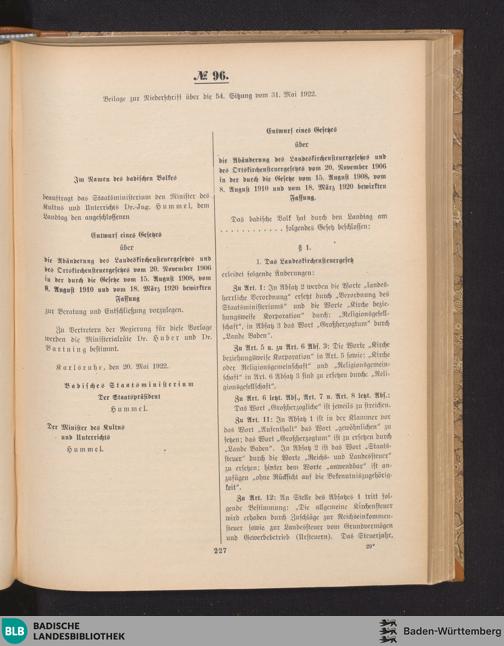 № 96.
Beilage zur Niederschrift über die 54. Sitzung vom 31. Mai 1922.
Im Namen des badischen Volkes
beauftragt das Staatsministerium den Minister des
Kultus und Unterrichts Dr.-Ing. Hummel, dem
Landtag den angeschlossenen
Entwurf eines Gesetzes
über
die Abänderung des Landeskirchensteuergesetzes und
des Ortskirchensteuergesetzes vom 20. November 1906
in der durch die Gesetze vom 15. August 1908, vom
8. August 1910 und vom 18. März 1920 bewirkten
Fassung
zur Beratung und Entschließung vorzulegen.
Zu Vertretern der Regierung für diese Vorlage
werden die Ministerialräte Dr. Huber und Dr.
Bartning bestimmt.
Karlsruhe, den 20. Mai 1922.
Badisches Staatsministerium
Der Staatspräsident
Hummel.
Der Minister des Kultus
und Unterrichts
Hummel.
Entwurf eines Gesetzes
über
die Abänderung des Landeskirchensteuergesetzes und
des Ortskirchensteuergesetzes vom 20. November 1906
in der durch die Gesetze vom 15. August 1908, vom
8. August 1910 und vom 18. März 1920 bewirkten
Fassung.
Das badische Volk hat durch den Landtag am
. . . . . . . . . . . . folgendes Gesetz beschlossen:
§ 1.
1. Das Landeskirchensteuergesetz
erleidet folgende Änderungen:
Zu Art. 1: In Absatz 2 werden die Worte „landes-
herrliche Verordnung“ ersetzt durch „Verordnung des
Staatsministeriums“ und die Worte „Kirche bezie-
hungsweise Korporation“ durch: „Religionsgesell-
schaft“, in Absatz 3 das Wort „Großherzogtum“ durch
„Lande Baden“.
Zu Art. 5 u. zu Art. 6 Abs. 3: Die Worte „Kirche
beziehungsweise Korporation“ in Art. 5 sowie: „Kirche
oder Religionsgemeinschaft“ und „Religionsgemein-
schaft“ in Art. 6 Absatz 3 sind zu ersetzen durch: „Reli-
gionsgesellschaft“.
Zu Art. 6 letzt. Abs., Art. 7 u. Art. 8 letzt. Abs.:
Das Wort „Großherzogliche“ ist jeweils zu streichen.
Zu Art. 11: In Absatz 1 ist in der Klammer vor
das Wort „Aufenthalt“ das Wort „gewöhnlichen“ zu
setzen; das Wort „Großherzogtum“ ist zu ersetzen durch
„Lande Baden“. In Absatz 2 ist das Wort „Staats-
steuer“ durch die Worte „Reichs- und Landessteuer“
zu ersetzen; hinter dem Worte „anwendbar“ ist an-
zufügen „ohne Rücksicht auf die Bekenntniszugehörig-
keit“.
Zu Art. 12: An Stelle des Absatzes 1 tritt fol-
gende Bestimmung: „Die allgemeine Kirchensteuer
wird erhoben durch Zuschläge zur Reichseinkommen-
steuer sowie zur Landessteuer vom Grundvermögen
und Gewerbebetrieb (Ursteuern). Das Steuerjahr,
227
29*
BLB BADISCHE
LANDESBIBLIOTHEK
Baden-Württemberg